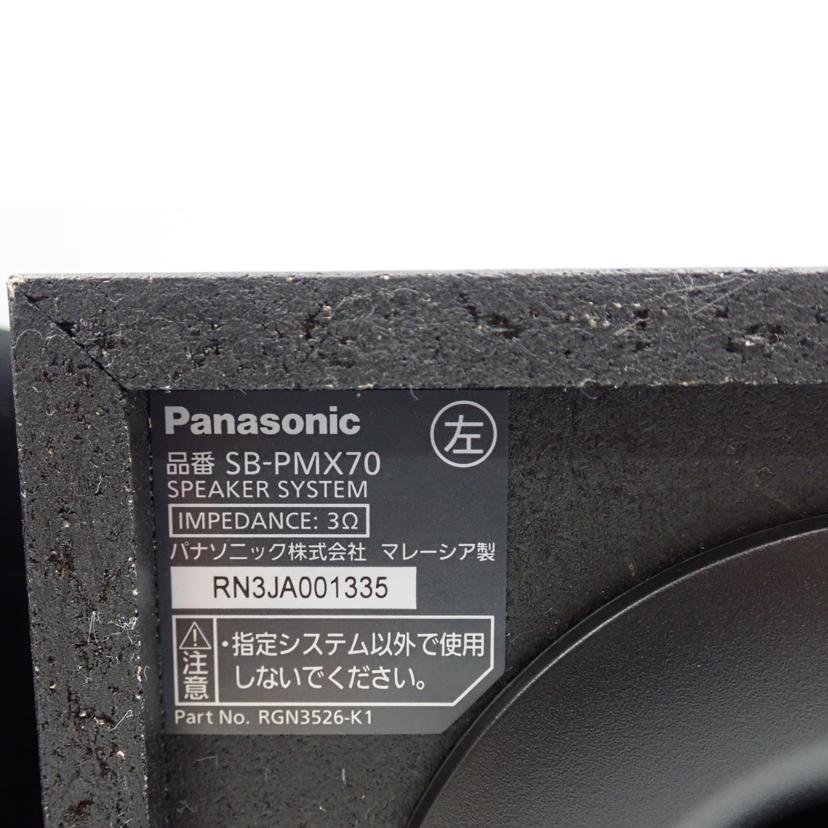 Panasonic
左
品番 SB-PMX70
SPEAKER SYSTEM
IMPEDANCE: 3Ω
パナソニック株式会社 マレーシア製
RN3JA001335
注意
・指定システム以外で使用
しないでください。
Part No. RGN3526-K1